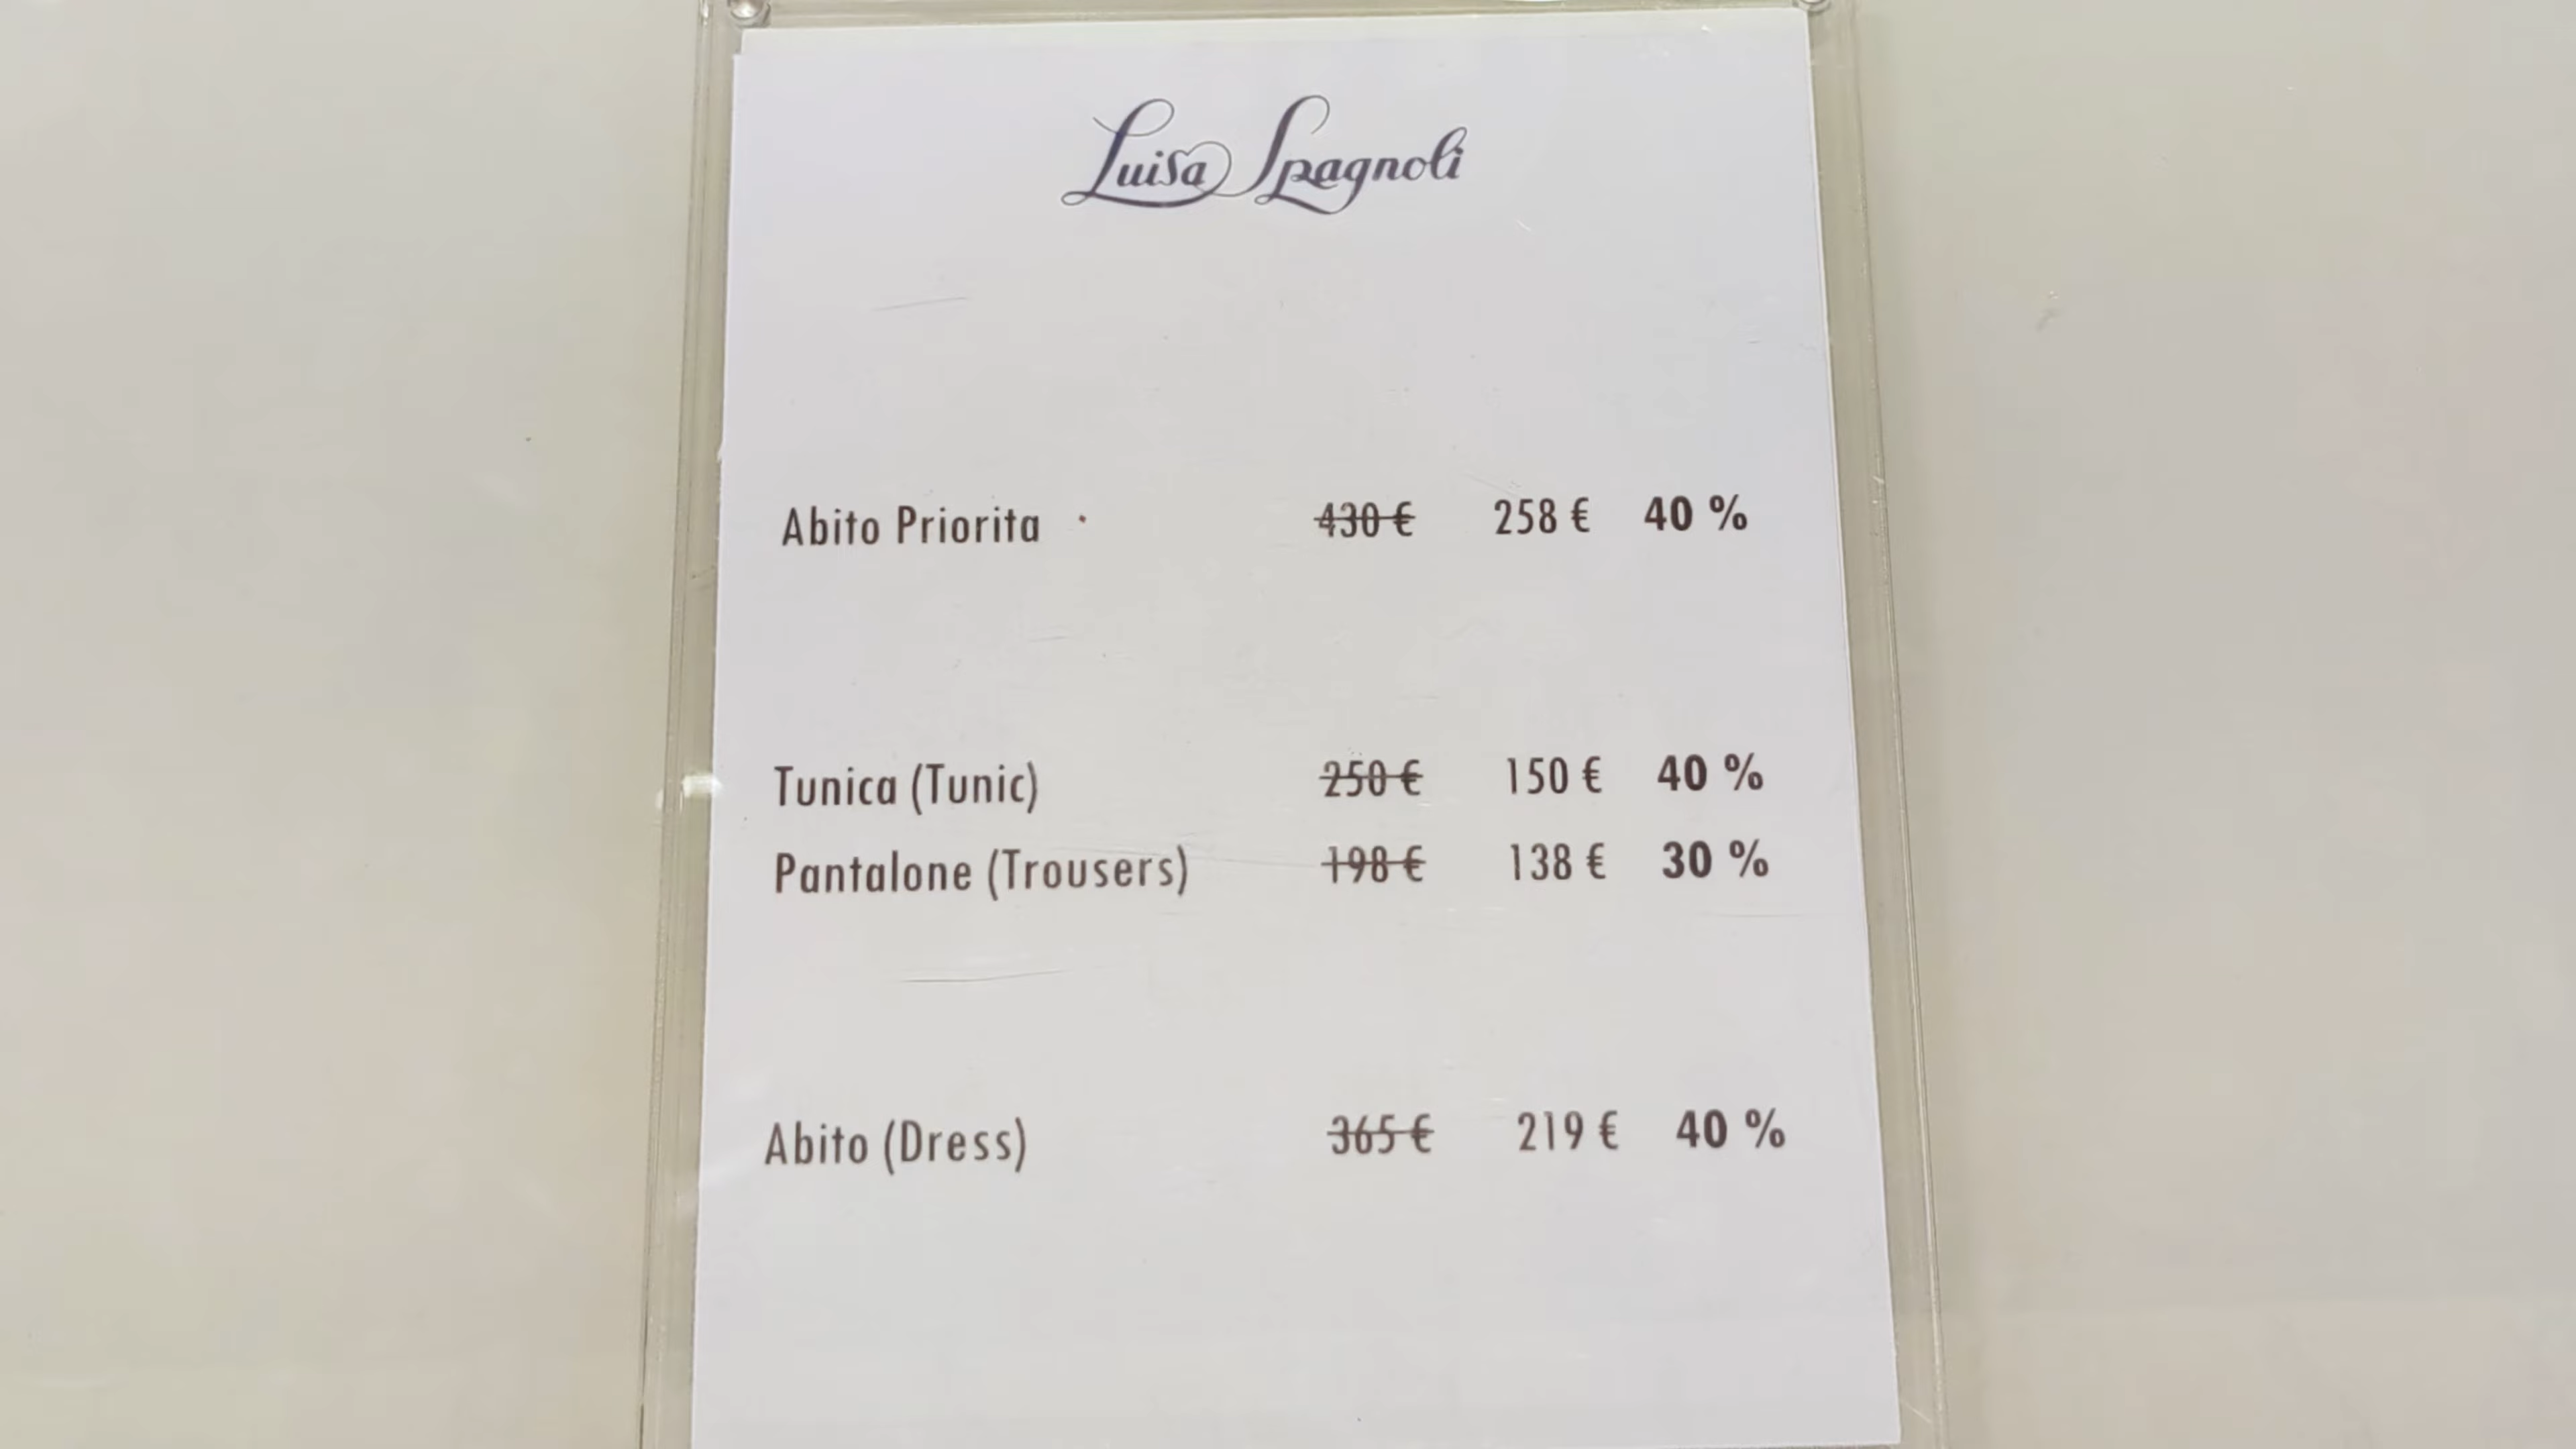 Luisa Spagnoli
Abito Priorita 430 € 258 € 40 %
Tunica (Tunic) 250 € 150 € 40 %
Pantalone (Trousers) 198 € 138 € 30 %
Abito (Dress) 365 € 219 € 40 %